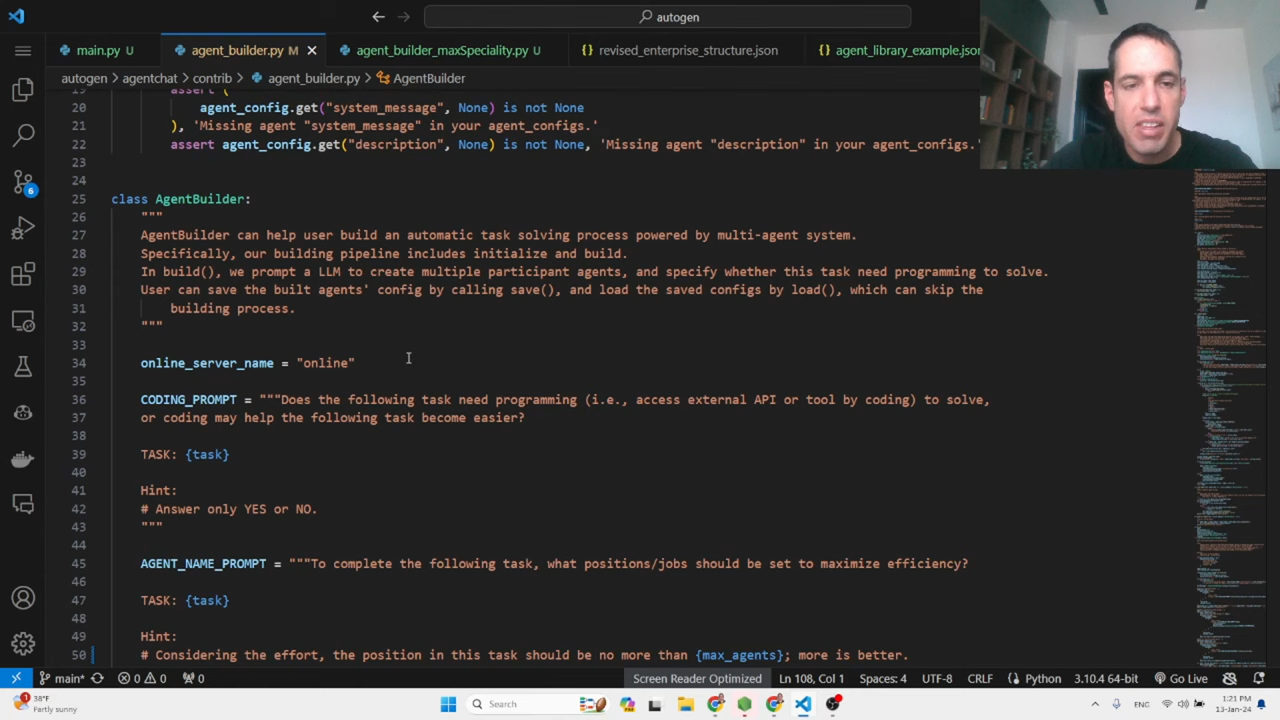 autogen
main.py U
agent_builder.py M
agent_builder_maxSpeciality.py U
revised_enterprise_structure.json
agent_library_example.json
autogen > agentchat > contrib > agent_builder.py > AgentBuilder
19 assert (
20 agent_config.get("system_message", None) is not None
21 ), 'Missing agent "system_message" in your agent_configs.'
22 assert agent_config.get("description", None) is not None, 'Missing agent "description" in your agent_configs.'
23
24
25 class AgentBuilder:
26 """
27 AgentBuilder can help user build an automatic task solving process powered by multi-agent system.
28 Specifically, our building pipeline includes initialize and build.
29 In build(), we prompt a LLM to create multiple participant agents, and specify whether this task need programming to solve.
30 User can save the built agents' config by calling save(), and load the saved configs by load(), which can skip the
31 building process.
32 """
33
34 online_server_name = "online"
35
36 CODING_PROMPT = """Does the following task need programming (i.e., access external API or tool by coding) to solve,
37 or coding may help the following task become easier?
38
39 TASK: {task}
40
41 Hint:
42 # Answer only YES or NO.
43 """
44
45 AGENT_NAME_PROMPT = """To complete the following task, what positions/jobs should be set to maximize efficiency?
46
47 TASK: {task}
48
49 Hint:
50 # Considering the effort, the position in this task should be no more than {max_agents}, more is better.
6
main 0 0 1
Screen Reader Optimized
Ln 160, Col 1
Spaces: 4
UTF-8
CRLF
Python
3.10.4 64-bit
Go Live
1
38°F
Partly sunny
Search
1:21 PM
13-Jan-24